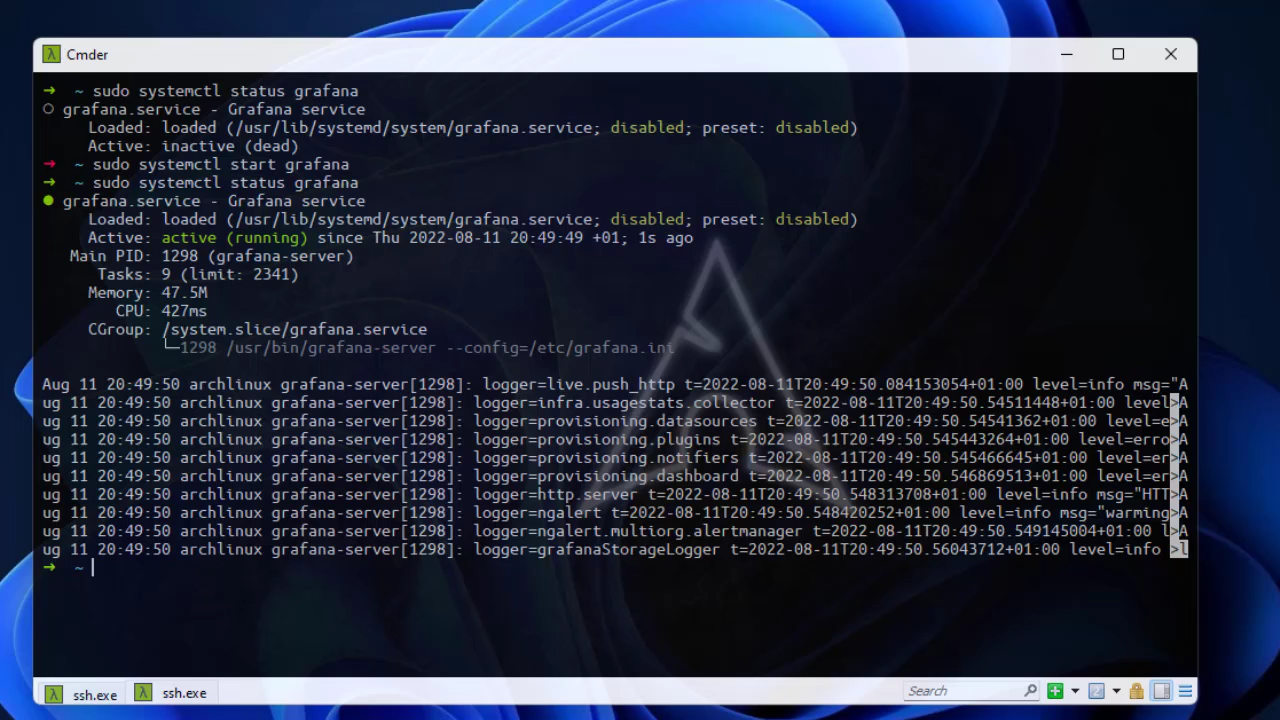 Cmder
➜ ~ sudo systemctl status grafana
○ grafana.service - Grafana service
Loaded: loaded (/usr/lib/systemd/system/grafana.service; disabled; preset: disabled)
Active: inactive (dead)
➜ ~ sudo systemctl start grafana
➜ ~ sudo systemctl status grafana
● grafana.service - Grafana service
Loaded: loaded (/usr/lib/systemd/system/grafana.service; disabled; preset: disabled)
Active: active (running) since Thu 2022-08-11 20:49:49 +01; 1s ago
Main PID: 1298 (grafana-server)
Tasks: 9 (limit: 2341)
Memory: 47.5M
CPU: 427ms
CGroup: /system.slice/grafana.service
└─1298 /usr/bin/grafana-server --config=/etc/grafana.ini
Aug 11 20:49:50 archlinux grafana-server[1298]: logger=live.push_http t=2022-08-11T20:49:50.084153054+01:00 level=info msg="A
ug 11 20:49:50 archlinux grafana-server[1298]: logger=infra.usagestats.collector t=2022-08-11T20:49:50.54511448+01:00 level>A
ug 11 20:49:50 archlinux grafana-server[1298]: logger=provisioning.datasources t=2022-08-11T20:49:50.54541362+01:00 level=e>A
ug 11 20:49:50 archlinux grafana-server[1298]: logger=provisioning.plugins t=2022-08-11T20:49:50.545443264+01:00 level=erro>A
ug 11 20:49:50 archlinux grafana-server[1298]: logger=provisioning.notifiers t=2022-08-11T20:49:50.545466645+01:00 level=er>A
ug 11 20:49:50 archlinux grafana-server[1298]: logger=provisioning.dashboard t=2022-08-11T20:49:50.546869513+01:00 level=er>A
ug 11 20:49:50 archlinux grafana-server[1298]: logger=http.server t=2022-08-11T20:49:50.548313708+01:00 level=info msg="HTT>A
ug 11 20:49:50 archlinux grafana-server[1298]: logger=ngalert t=2022-08-11T20:49:50.548420252+01:00 level=info msg="warming>A
ug 11 20:49:50 archlinux grafana-server[1298]: logger=ngalert.multiorg.alertmanager t=2022-08-11T20:49:50.549145004+01:00 l>A
ug 11 20:49:50 archlinux grafana-server[1298]: logger=grafanaStorageLogger t=2022-08-11T20:49:50.56043712+01:00 level=info >l
➜ ~
λ ssh.exe λ ssh.exe Search